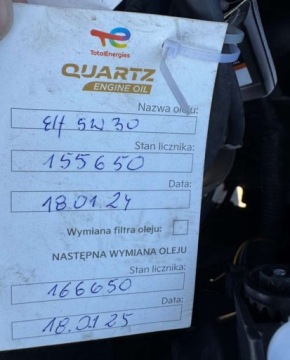 TotalEnergies
QUARTZ
ENGINE OIL
Nazwa oleju:
Elf 5W30
Stan licznika:
155650
Data:
18.01.24
Wymiana filtra oleju:
NASTĘPNA WYMIANA OLEJU
Stan licznika:
166650
Data:
18.01.25